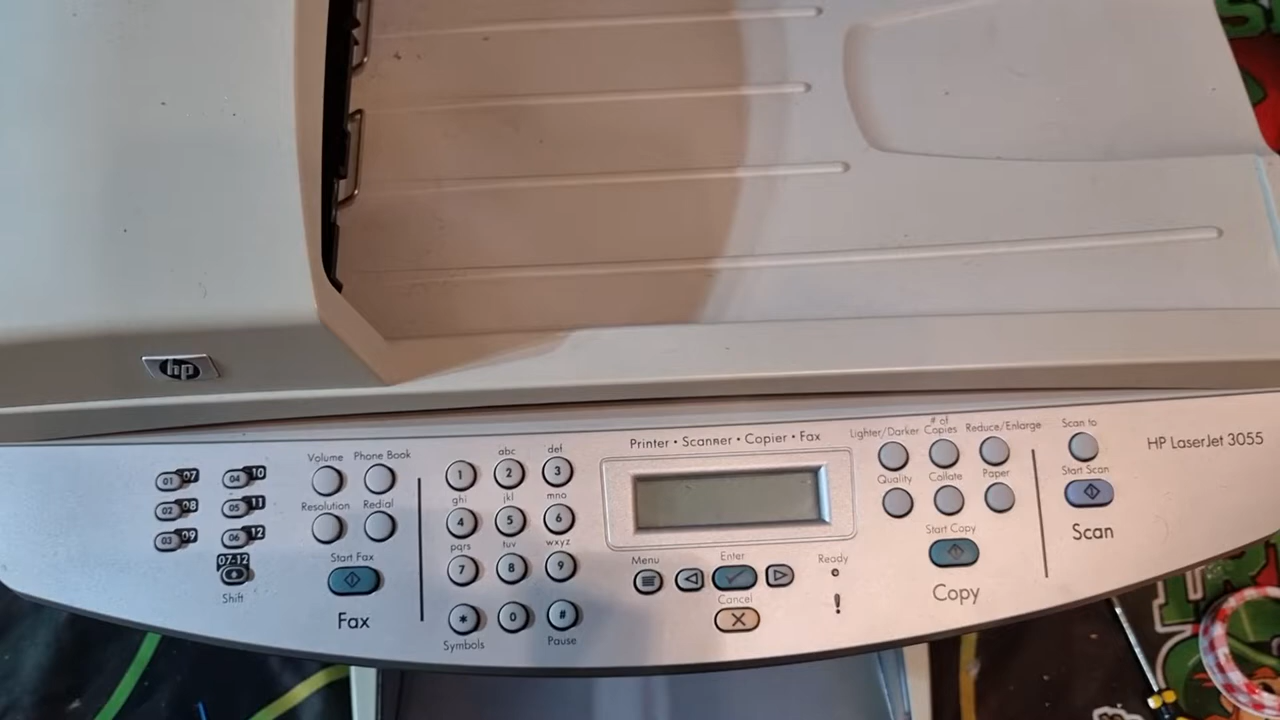 hp
Printer • Scanner • Copier • Fax
HP LaserJet 3055
01 07
04 10
02 08
05 11
03 09
06 12
07-12
Shift
Volume
Phone Book
Resolution
Redial
Start Fax
Fax
1
abc
2
def
3
ghi
4
jkl
5
mno
6
pqrs
7
tuv
8
wxyz
9
*
0
#
Symbols
Pause
Menu
Enter
Cancel
Ready
!
Lighter/Darker
# of
Copies
Reduce/Enlarge
Quality
Collate
Paper
Start Copy
Copy
Scan to
Start Scan
Scan